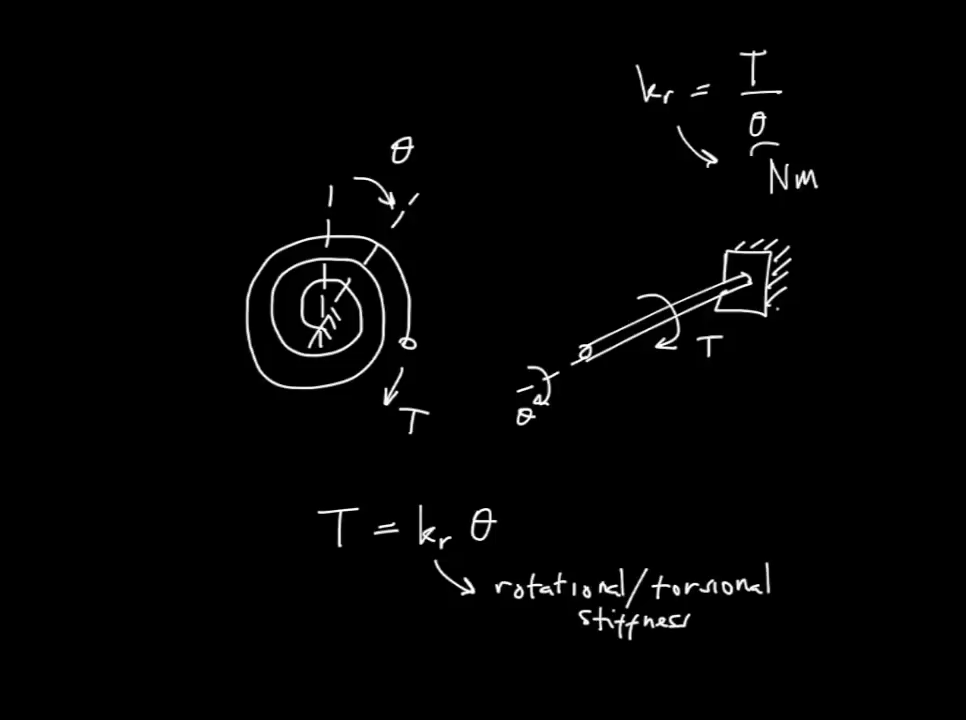 kr = T/θ
Nm
θ
T
T
θ
T = kr θ
rotational/torsional
stiffness